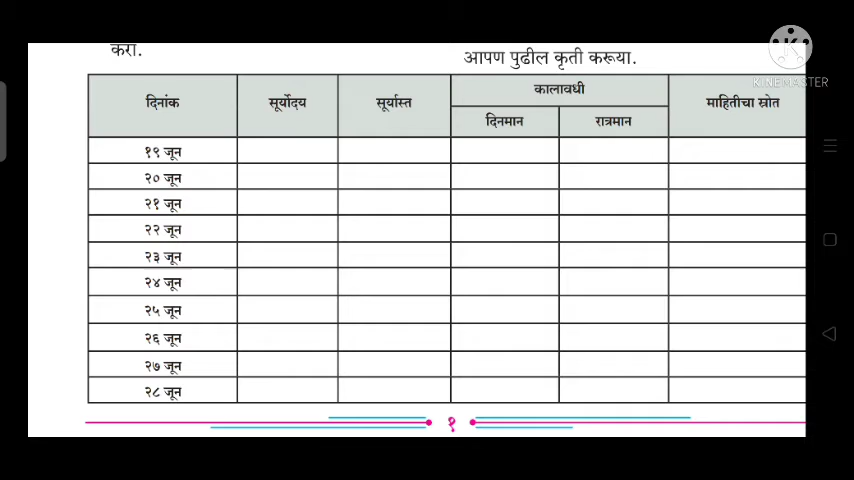 करा.
आपण पुढील कृती करूया.
KINEMASTER
दिनांक सूर्योदय सूर्यास्त कालावधी माहितीचा स्रोत
दिनमान रात्रमान
१९ जून
२० जून
२१ जून
२२ जून
२३ जून
२४ जून
२५ जून
२६ जून
२७ जून
२८ जून
१